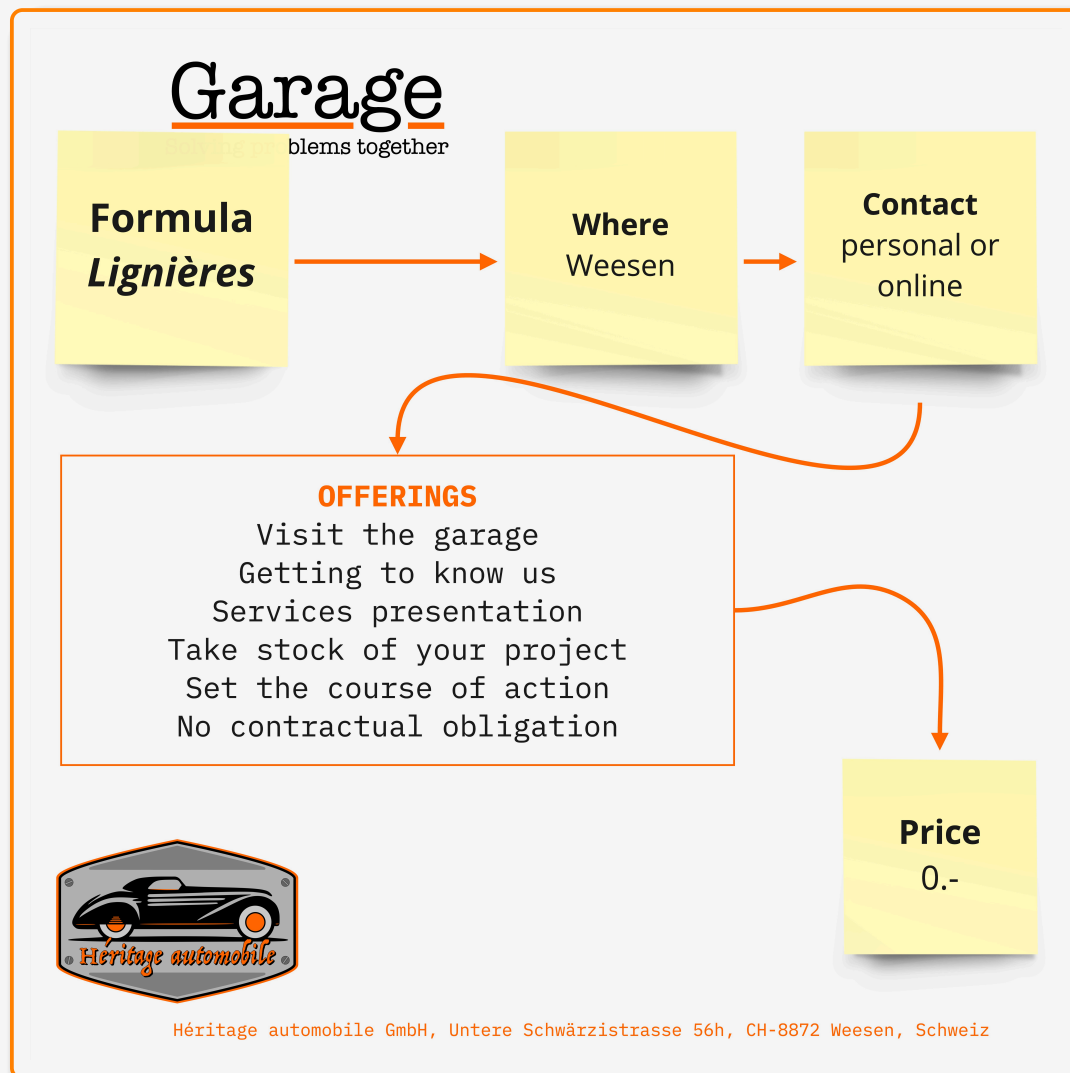 Garage
Solving problems together
Formula
Lignières
Where
Weesen
Contact
personal or
online
OFFERINGS
Visit the garage
Getting to know us
Services presentation
Take stock of your project
Set the course of action
No contractual obligation
Price
0.-
Héritage automobile
Héritage automobile GmbH, Untere Schwärzistrasse 56h, CH-8872 Weesen, Schweiz